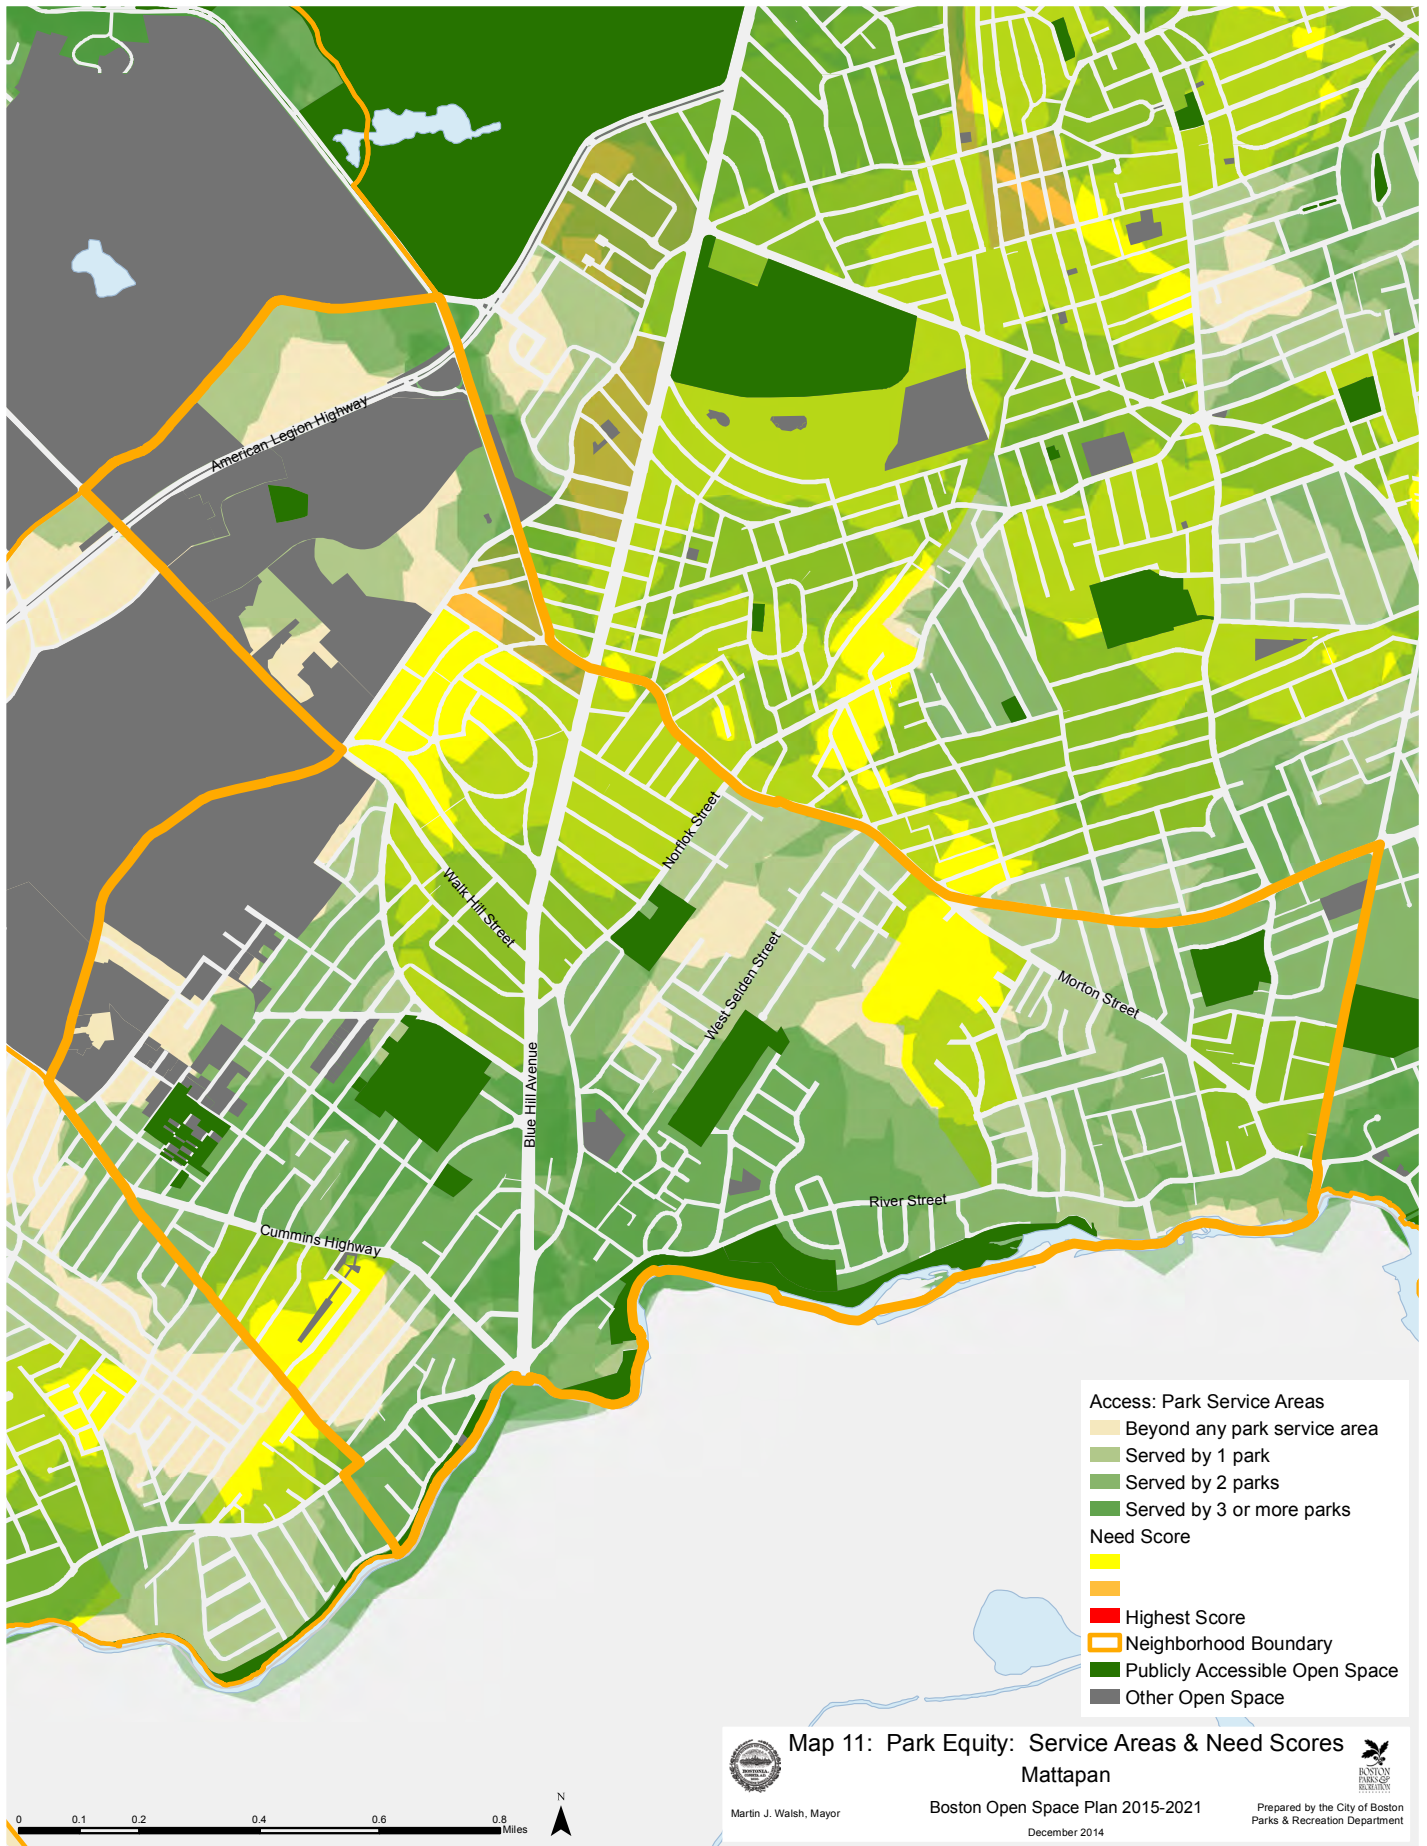 American Legion Highway
Norflok Street
Walk Hill Street
West Selden Street
Morton Street
Blue Hill Avenue
River Street
Cummins Highway
Access: Park Service Areas
Beyond any park service area
Served by 1 park
Served by 2 parks
Served by 3 or more parks
Need Score
Highest Score
Neighborhood Boundary
Publicly Accessible Open Space
Other Open Space
Map 11: Park Equity: Service Areas & Need Scores
Mattapan
BOSTON
PARKS &
RECREATION
Martin J. Walsh, Mayor
Boston Open Space Plan 2015-2021
Prepared by the City of Boston
Parks & Recreation Department
December 2014
N
0 0.1 0.2 0.4 0.6 0.8
Miles